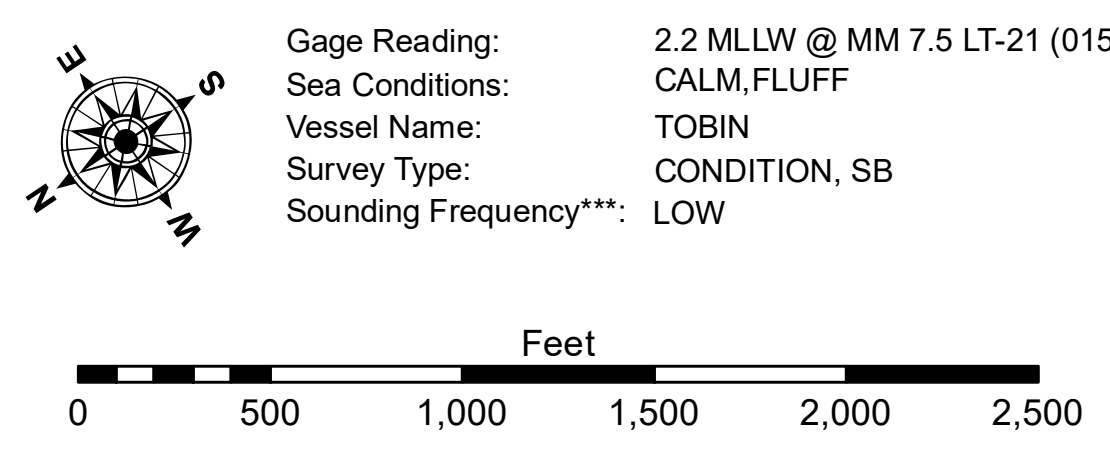 E
S
N
W
Gage Reading: 2.2 MLLW @ MM 7.5 LT-21 (015
Sea Conditions: CALM,FLUFF
Vessel Name: TOBIN
Survey Type: CONDITION, SB
Sounding Frequency***: LOW
Feet
0 500 1,000 1,500 2,000 2,500